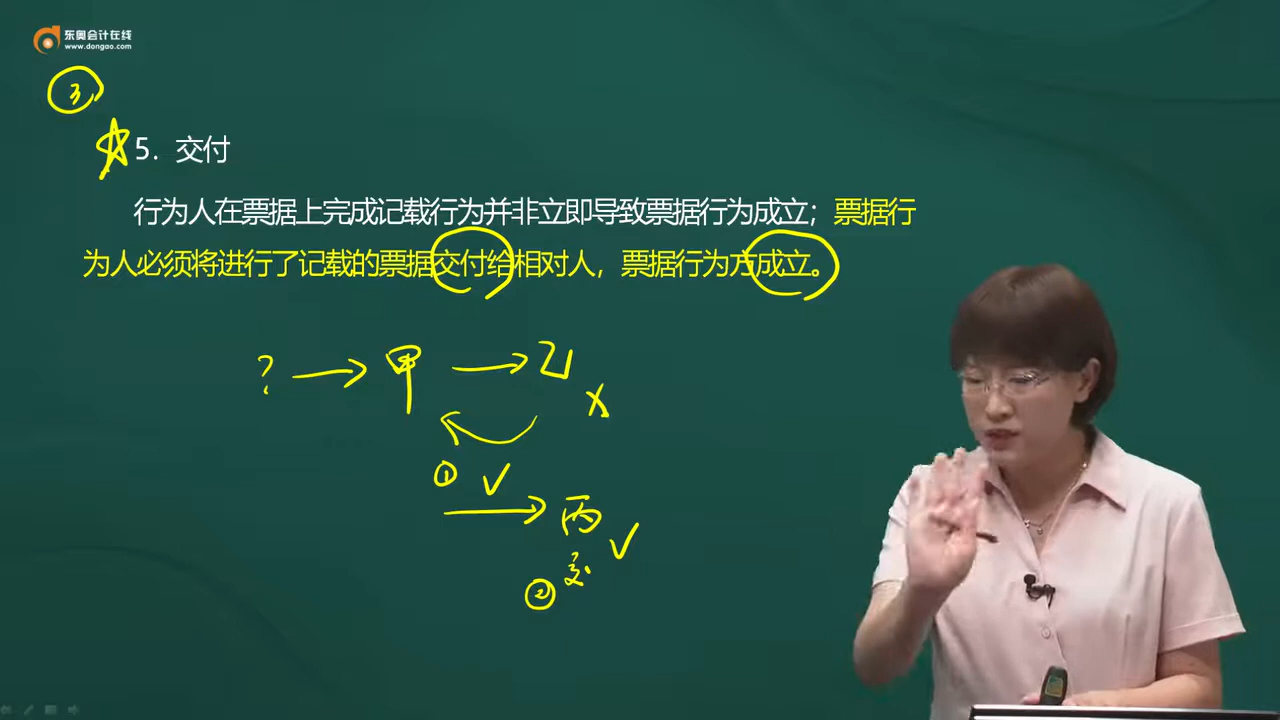 东奥会计在线
www.dongao.com
③
5. 交付
行为人在票据上完成记载行为并非立即导致票据行为成立；票据行
为人必须将进行了记载的票据交付给相对人，票据行为方成立。
? → 甲 → 乙
①
丙
交
②